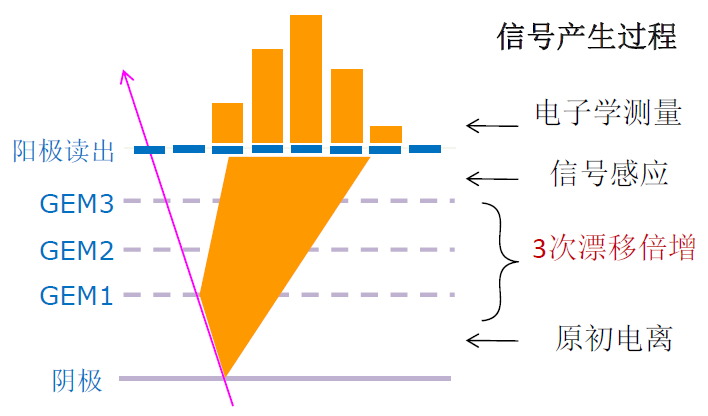 信号产生过程
电子学测量
阳极读出
信号感应
GEM3
GEM2
3次漂移倍增
GEM1
原初电离
阴极